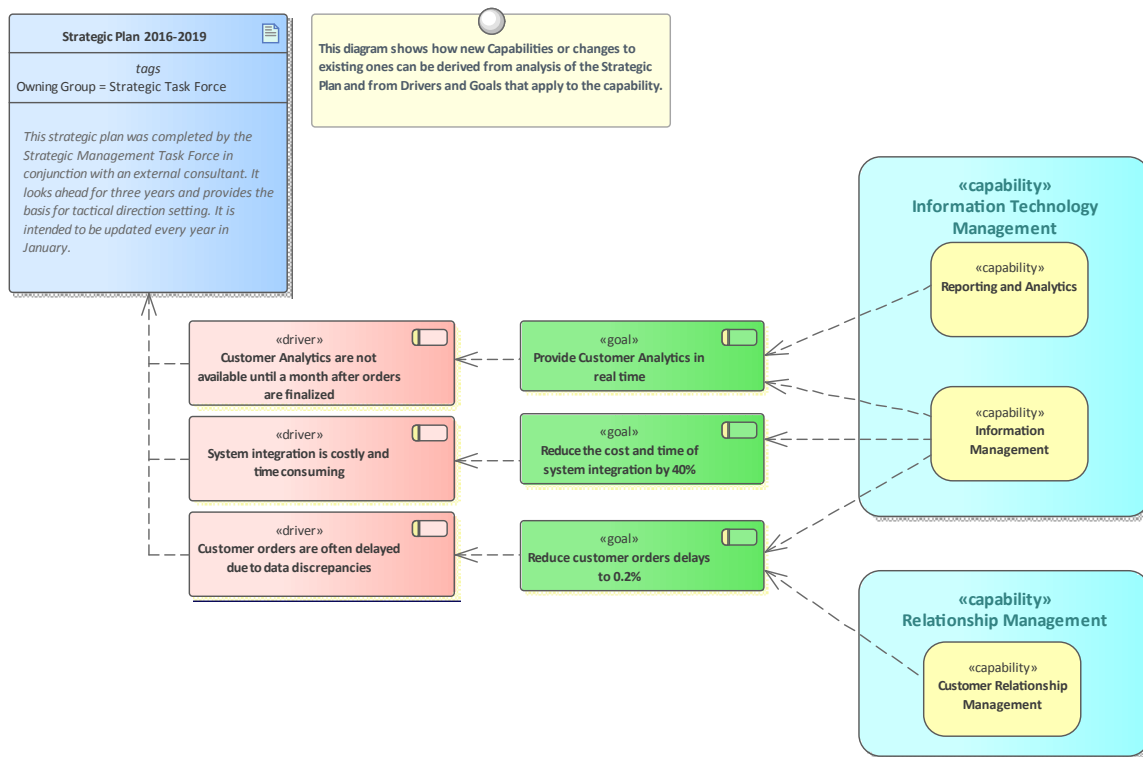 Strategic Plan 2016-2019
tags
Owning Group = Strategic Task Force
This strategic plan was completed by the
Strategic Management Task Force in
conjunction with an external consultant. It
looks ahead for three years and provides the
basis for tactical direction setting. It is
intended to be updated every year in
January.
This diagram shows how new Capabilities or changes to
existing ones can be derived from analysis of the Strategic
Plan and from Drivers and Goals that apply to the capability.
«driver»
Customer Analytics are not
available until a month after orders
are finalized
«goal»
Provide Customer Analytics in
real time
«driver»
System integration is costly and
time consuming
«goal»
Reduce the cost and time of
system integration by 40%
«driver»
Customer orders are often delayed
due to data discrepancies
«goal»
Reduce customer orders delays
to 0.2%
«capability»
Information Technology
Management
«capability»
Reporting and Analytics
«capability»
Information
Management
«capability»
Relationship Management
«capability»
Customer Relationship
Management